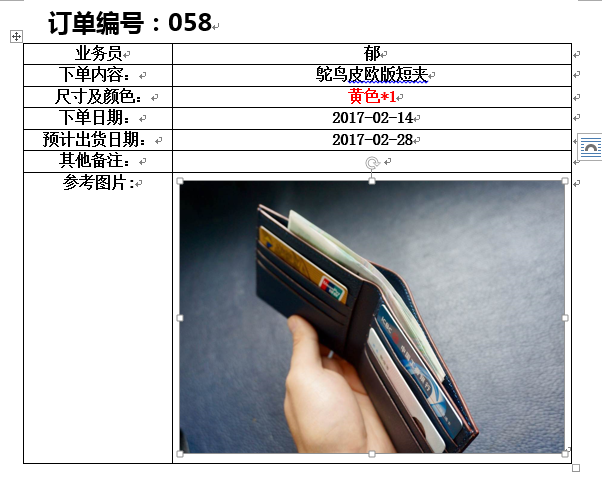 订单编号：058
业务员 郁
下单内容： 鸵鸟皮欧版短夹
尺寸及颜色： 黄色*1
下单日期： 2017-02-14
预计出货日期： 2017-02-28
其他备注：
参考图片: